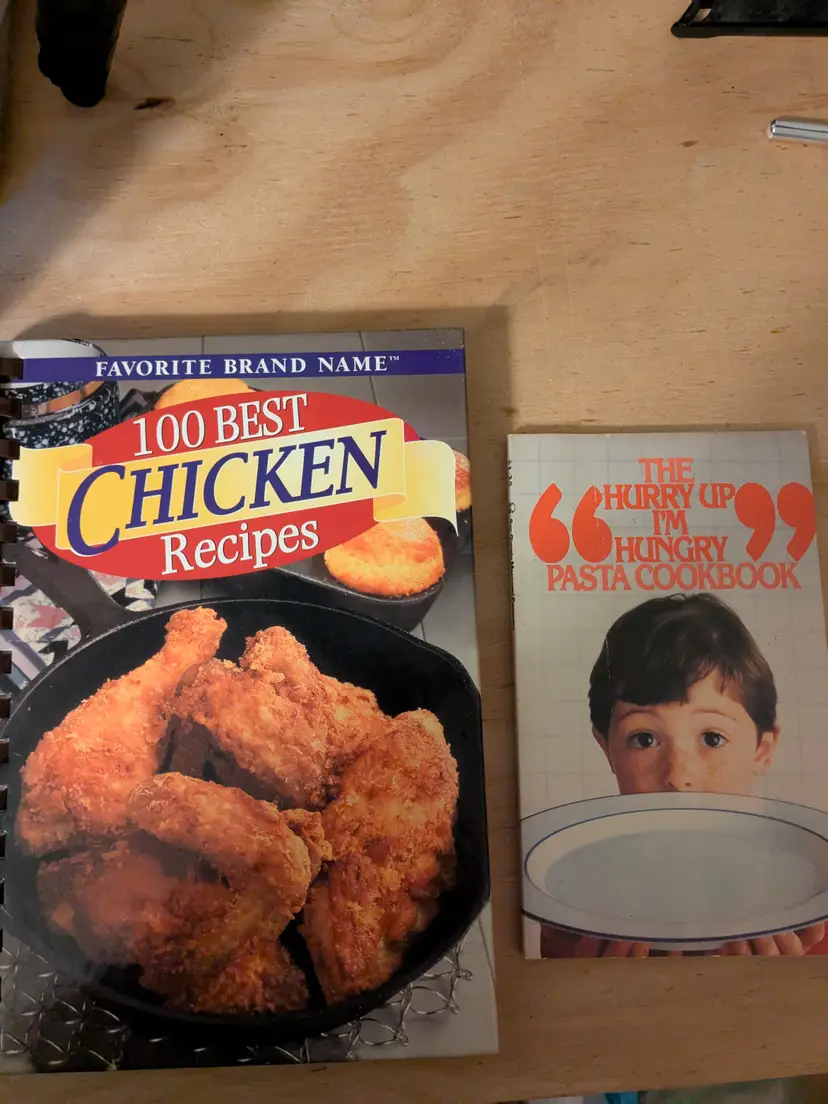 FAVORITE BRAND NAME™
100 BEST
CHICKEN
Recipes
THE
“HURRY UP
I'M
HUNGRY”
PASTA COOKBOOK